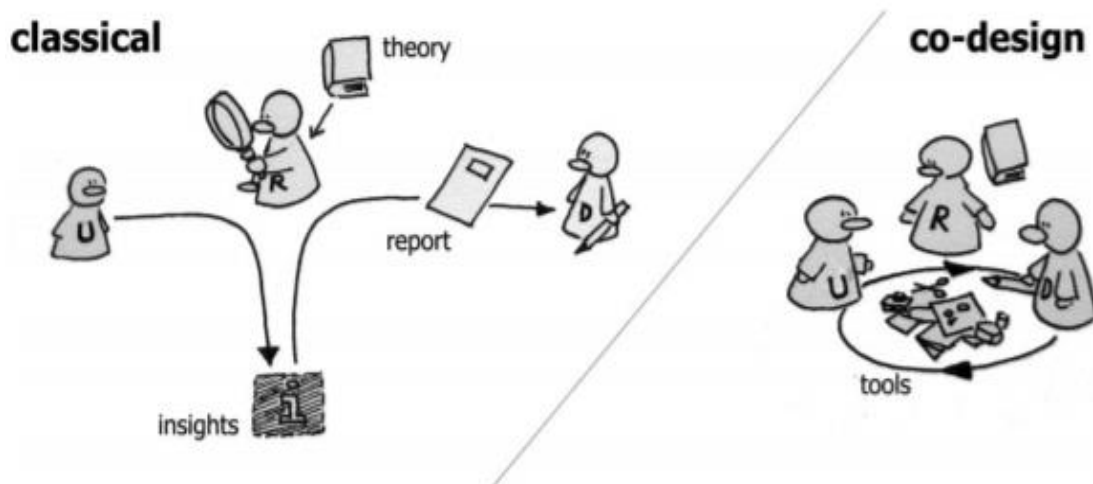 classical
theory
U
R
D
report
i
insights
co-design
R
U
D
tools